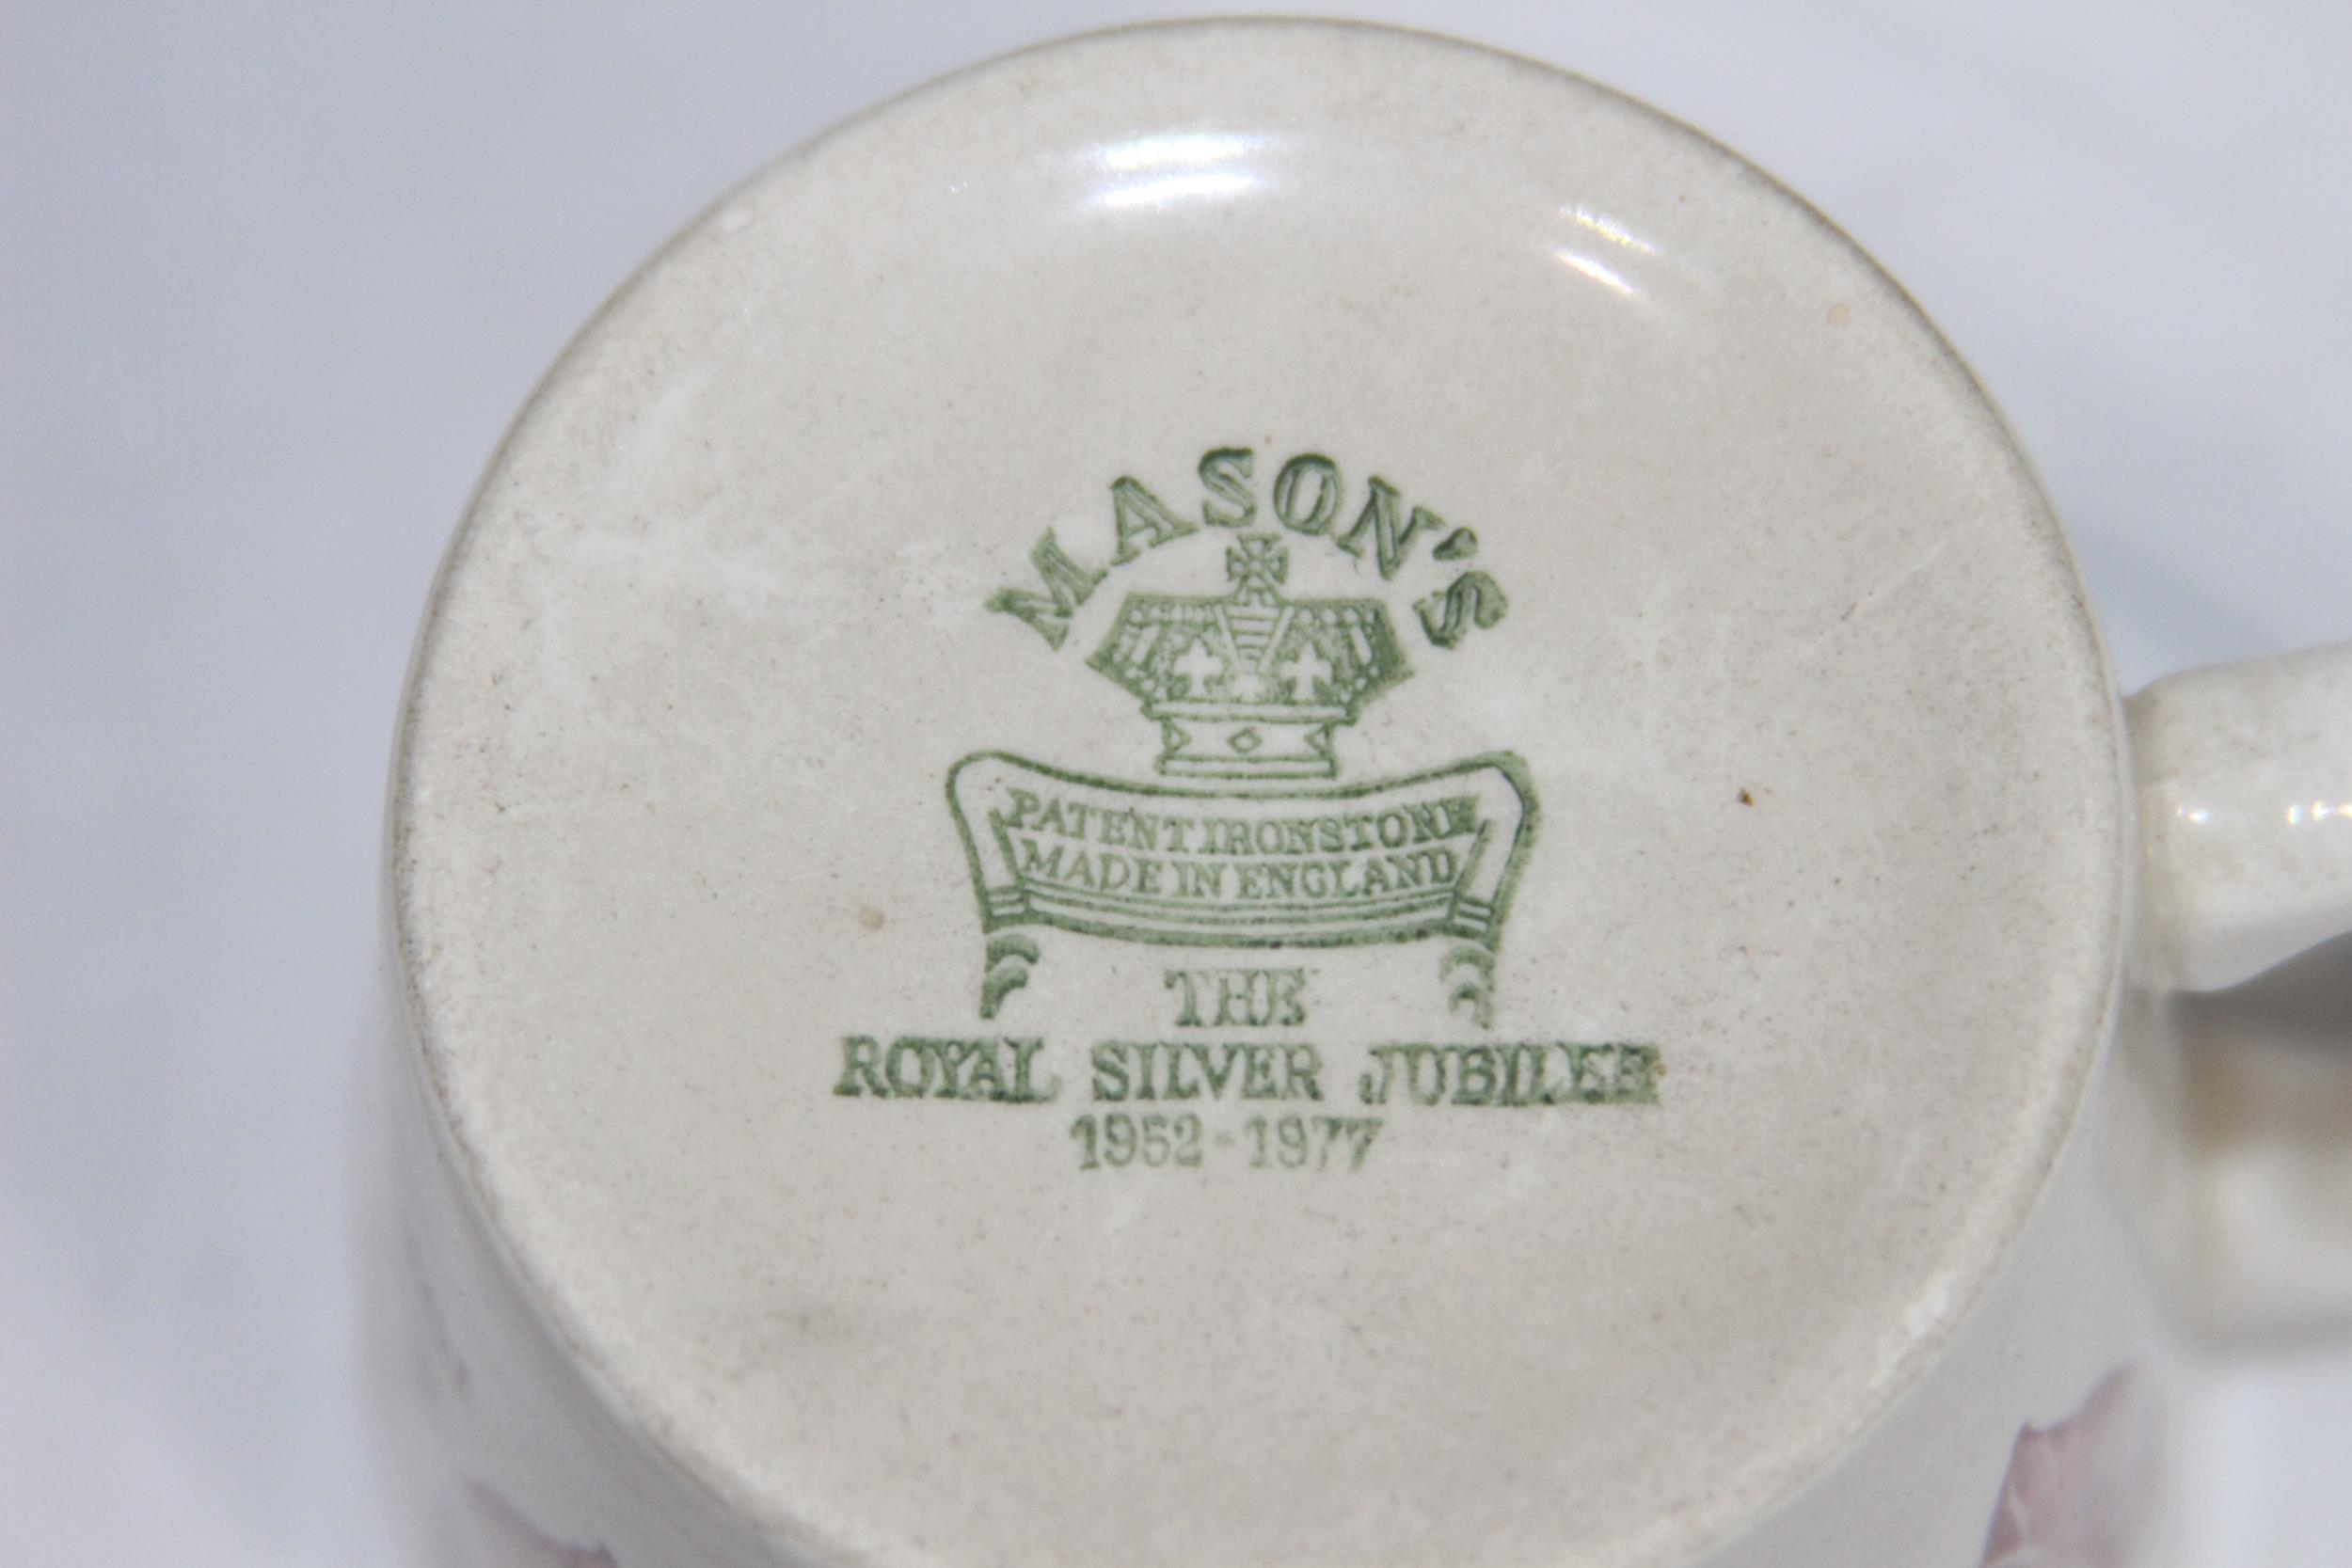 MASON'S
PATENT IRONSTONE
MADE IN ENGLAND
THE
ROYAL SILVER JUBILEE
1952-1977